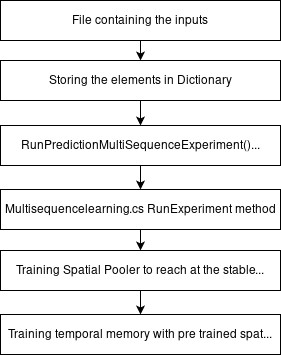 File containing the inputs
Storing the elements in Dictionary
RunPredictionMultiSequenceExperiment()...
Multisequencelearning.cs RunExperiment method
Training Spatial Pooler to reach at the stable...
Training temporal memory with pre trained spat...